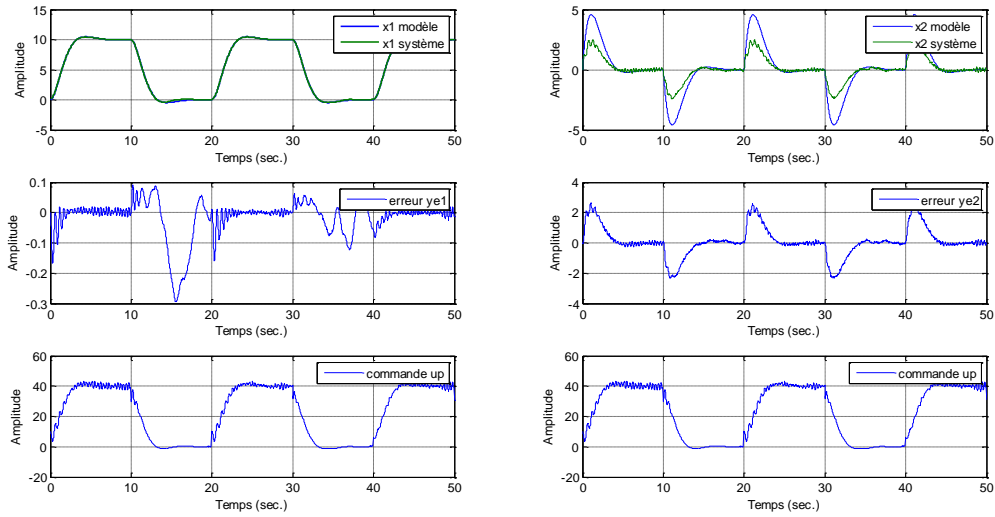 x1 modèle
x1 système
Amplitude
15
10
5
0
-5
0 10 20 30 40 50
Temps (sec.)
x2 modèle
x2 système
Amplitude
5
0
-5
0 10 20 30 40 50
Temps (sec.)
erreur ye1
Amplitude
0.1
0
-0.1
-0.2
-0.3
0 10 20 30 40 50
Temps (sec.)
erreur ye2
Amplitude
4
2
0
-2
-4
0 10 20 30 40 50
Temps (sec.)
commande up
Amplitude
60
40
20
0
-20
0 10 20 30 40 50
Temps (sec.)
commande up
Amplitude
60
40
20
0
-20
0 10 20 30 40 50
Temps (sec.)